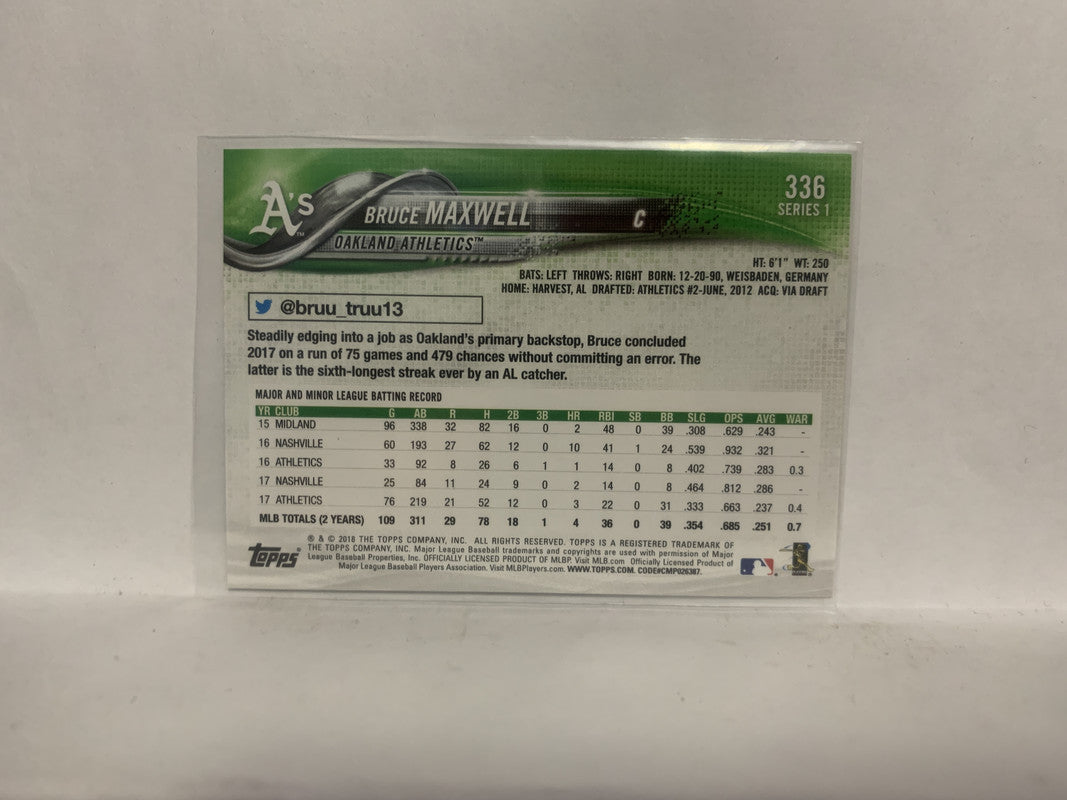 A's™
BRUCE MAXWELL C
OAKLAND ATHLETICS™
336
SERIES 1
HT: 6'1" WT: 250
BATS: LEFT THROWS: RIGHT BORN: 12-20-90, WEISBADEN, GERMANY
HOME: HARVEST, AL DRAFTED: ATHLETICS #2-JUNE, 2012 ACQ: VIA DRAFT
@bruu_truu13
Steadily edging into a job as Oakland's primary backstop, Bruce concluded
2017 on a run of 75 games and 479 chances without committing an error. The
latter is the sixth-longest streak ever by an AL catcher.
MAJOR AND MINOR LEAGUE BATTING RECORD
YR CLUB G AB R H 2B 3B HR RBI SB BB SLG OPS AVG WAR
15 MIDLAND 96 338 32 82 16 0 2 48 0 39 .308 .629 .243 -
16 NASHVILLE 60 193 27 62 12 0 10 41 1 24 .539 .932 .321 -
16 ATHLETICS 33 92 8 26 6 1 1 14 0 8 .402 .739 .283 0.3
17 NASHVILLE 25 84 11 24 9 0 2 14 0 8 .464 .812 .286 -
17 ATHLETICS 76 219 21 52 12 0 3 22 0 31 .333 .663 .237 0.4
MLB TOTALS (2 YEARS) 109 311 29 78 18 1 4 36 0 39 .354 .685 .251 0.7
Topps
® & © 2018 THE TOPPS COMPANY, INC. ALL RIGHTS RESERVED. TOPPS IS A REGISTERED TRADEMARK OF
THE TOPPS COMPANY, INC. Major League Baseball trademarks and copyrights are used with permission of Major
League Baseball Properties, Inc. OFFICIALLY LICENSED PRODUCT OF MLBP. Visit MLB.com Officially Licensed Product of
Major League Baseball Players Association. Visit MLBPlayers.com. WWW.TOPPS.COM. CODE#CMP026387.